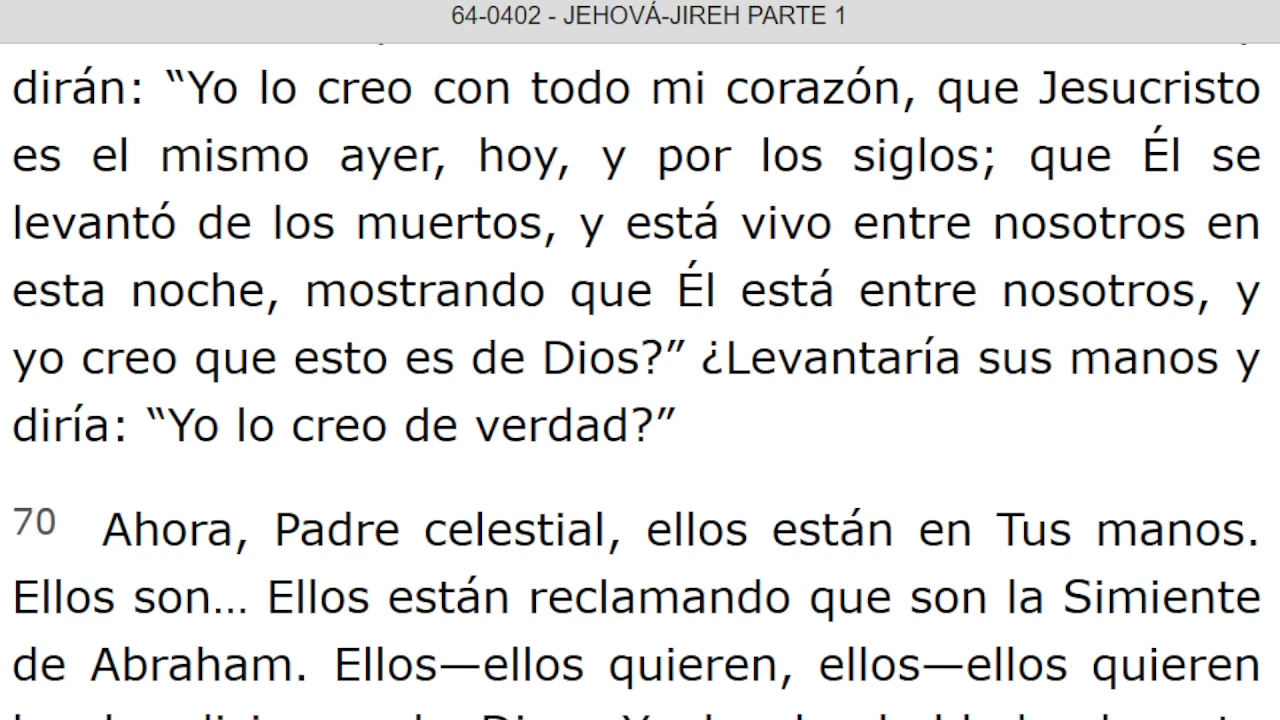 64-0402 - JEHOVÁ-JIREH PARTE 1
dirán: “Yo lo creo con todo mi corazón, que Jesucristo
es el mismo ayer, hoy, y por los siglos; que Él se
levantó de los muertos, y está vivo entre nosotros en
esta noche, mostrando que Él está entre nosotros, y
yo creo que esto es de Dios?” ¿Levantaría sus manos y
diría: “Yo lo creo de verdad?”
70 Ahora, Padre celestial, ellos están en Tus manos.
Ellos son... Ellos están reclamando que son la Simiente
de Abraham. Ellos—ellos quieren, ellos—ellos quieren